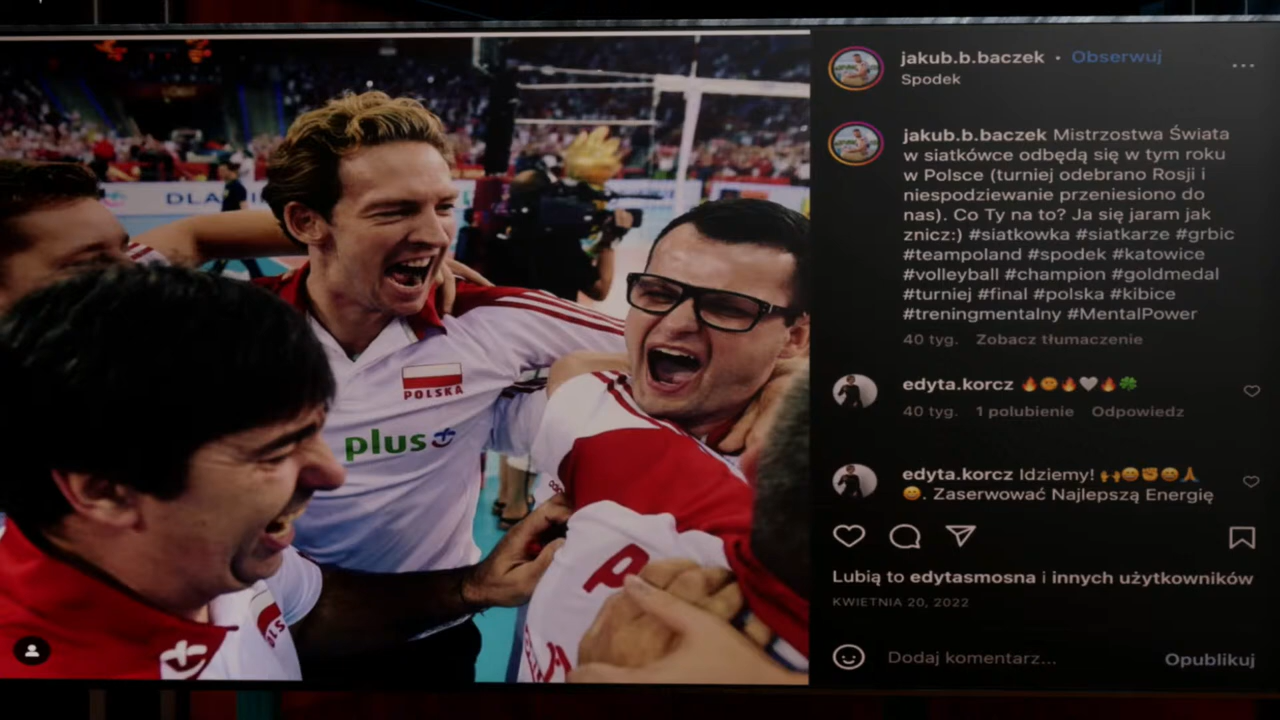 DLA
POLSKA
plus
P
jakub.b.baczek • Obserwuj
Spodek
jakub.b.baczek Mistrzostwa Świata
w siatkówce odbędą się w tym roku
w Polsce (turniej odebrano Rosji i
niespodziewanie przeniesiono do
nas). Co Ty na to? Ja się jaram jak
znicz:) #siatkowka #siatkarze #grbic
#teampoland #spodek #katowice
#volleyball #champion #goldmedal
#turniej #final #polska #kibice
#treningmentalny #MentalPower
40 tyg. Zobacz tłumaczenie
edyta.korcz 🔥😶🔥🤍🔥🍀
40 tyg. 1 polubienie Odpowiedz
edyta.korcz Idziemy! 🙌😄✊😄🙏
😄. Zaserwować Najlepszą Energię
Lubią to edytasmosna i innych użytkowników
KWIETNIA 20, 2022
Dodaj komentarz...
Opublikuj